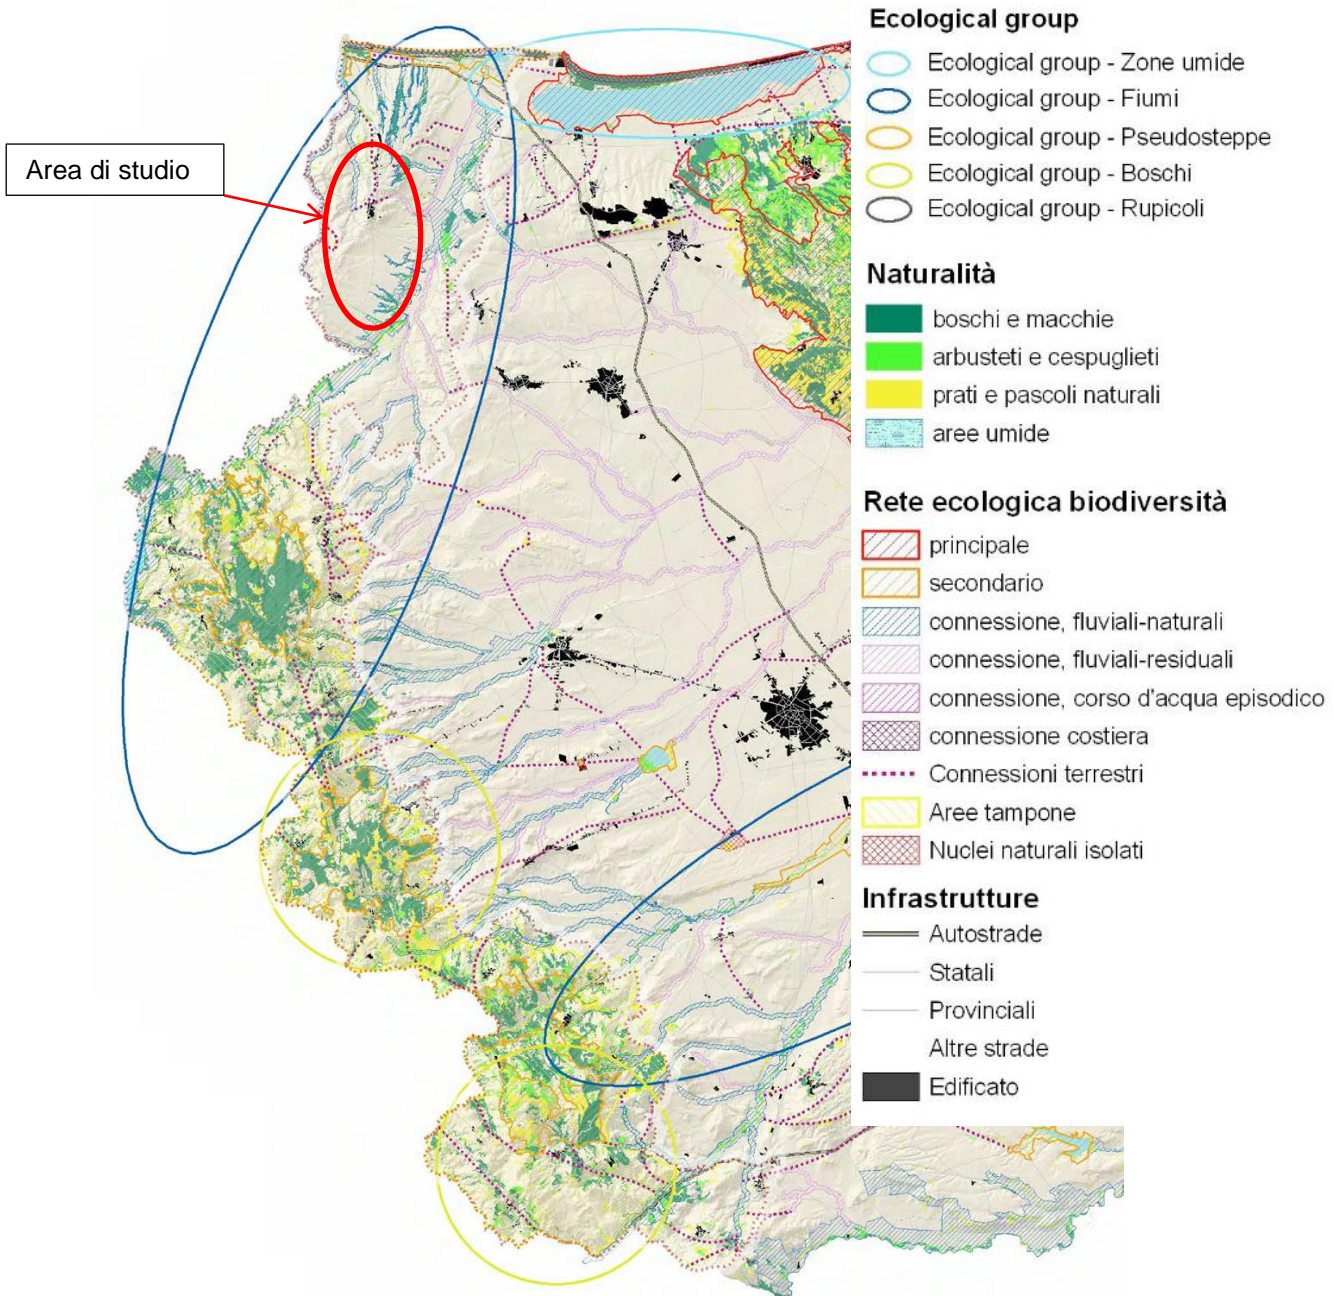 Area di studio
Ecological group
Ecological group - Zone umide
Ecological group - Fiumi
Ecological group - Pseudosteppe
Ecological group - Boschi
Ecological group - Rupicoli
Naturalità
boschi e macchie
arbusteti e cespuglieti
prati e pascoli naturali
aree umide
Rete ecologica biodiversità
principale
secondario
connessione, fluviali-naturali
connessione, fluviali-residuali
connessione, corso d'acqua episodico
connessione costiera
Connessioni terrestri
Aree tampone
Nuclei naturali isolati
Infrastrutture
Autostrade
Statali
Provinciali
Altre strade
Edificato